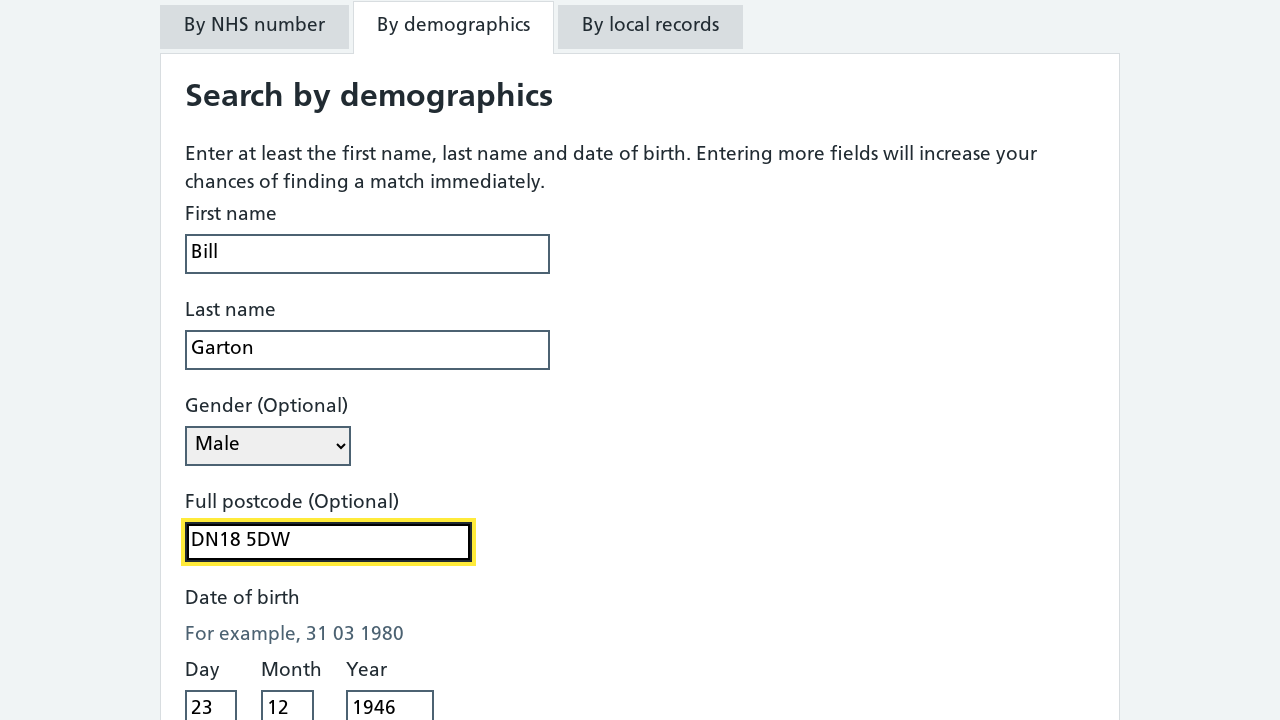 By NHS number
By demographics
By local records
Search by demographics
Enter at least the first name, last name and date of birth. Entering more fields will increase your
chances of finding a match immediately.
First name
Bill
Last name
Garton
Gender (Optional)
Male
Full postcode (Optional)
DN18 5DW
Date of birth
For example, 31 03 1980
Day Month Year
23 12 1946